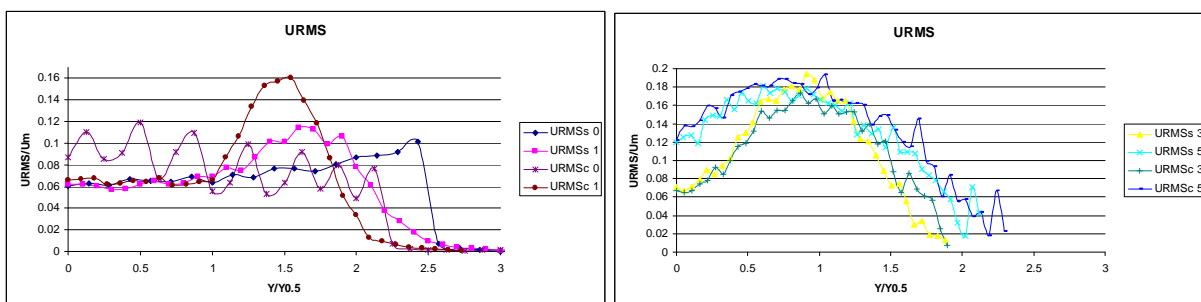 URMS
URMS/Um
0.16
0.14
0.12
0.1
0.08
0.06
0.04
0.02
0
0 0.5 1 1.5 2 2.5 3
Y/Y0.5
URMSs 0
URMSs 1
URMSc 0
URMSc 1
URMS
URMS/Um
0.2
0.18
0.16
0.14
0.12
0.1
0.08
0.06
0.04
0.02
0
0 0.5 1 1.5 2 2.5 3
Y/Y0.5
URMSs 3
URMSs 5
URMSc 3
URMSc 5